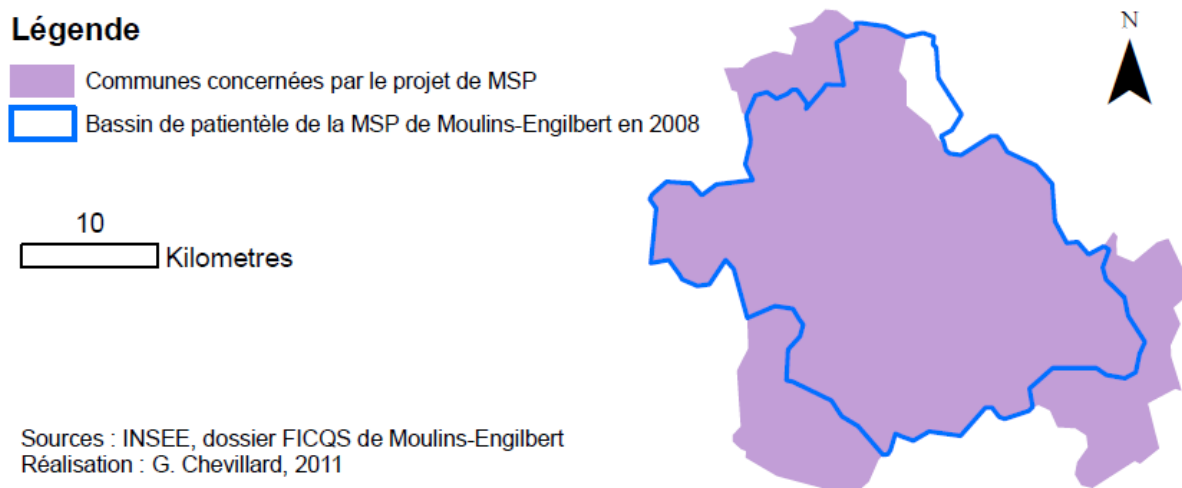 Légende
N
Communes concernées par le projet de MSP
Bassin de patientèle de la MSP de Moulins-Engilbert en 2008
10
Kilometres
Sources : INSEE, dossier FICQS de Moulins-Engilbert
Réalisation : G. Chevillard, 2011